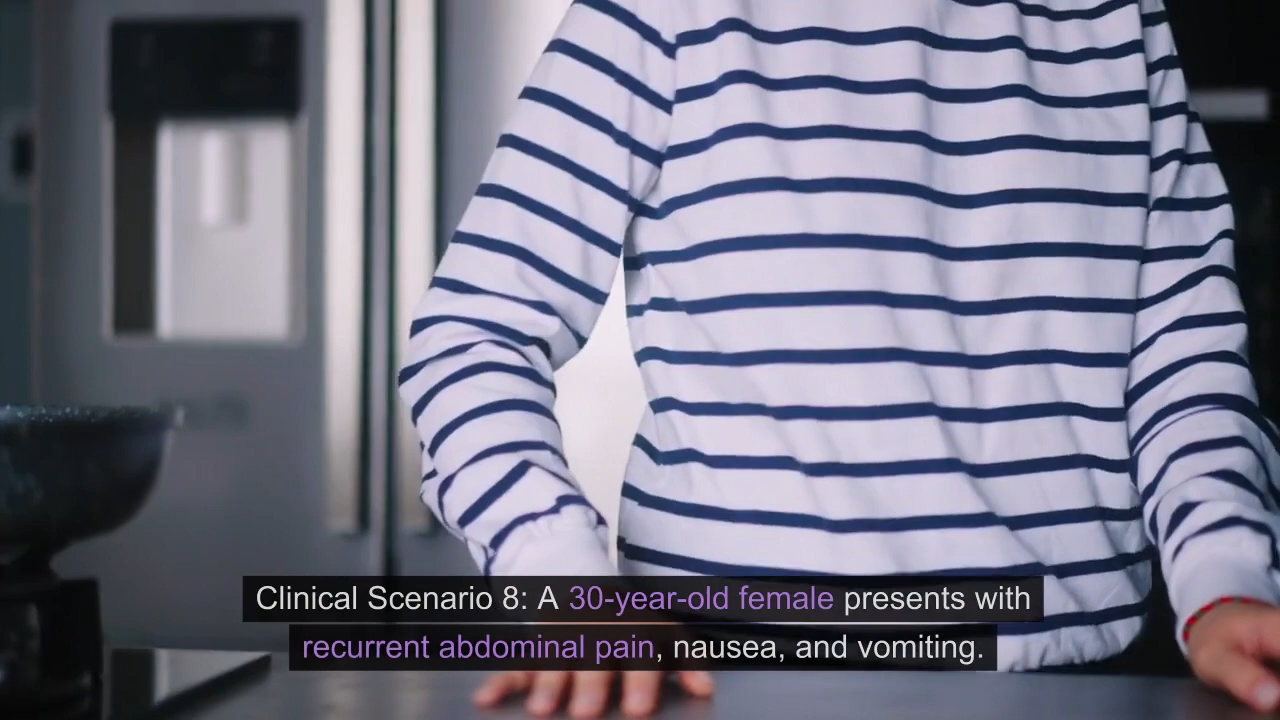 Clinical Scenario 8: A 30-year-old female presents with
recurrent abdominal pain, nausea, and vomiting.